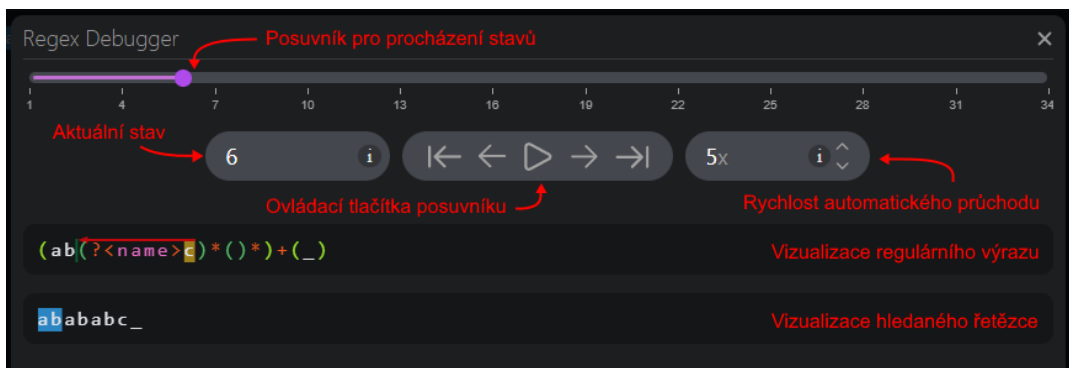 Regex Debugger
Posuvník pro procházení stavů
1 4 7 10 13 16 19 22 25 28 31 34
Aktuální stav
6 i
5x i
Ovládací tlačítka posuvníku
Rychlost automatického průchodu
(ab(?<name>c)*()*)+(_)
Vizualizace regulárního výrazu
abababc_
Vizualizace hledaného řetězce